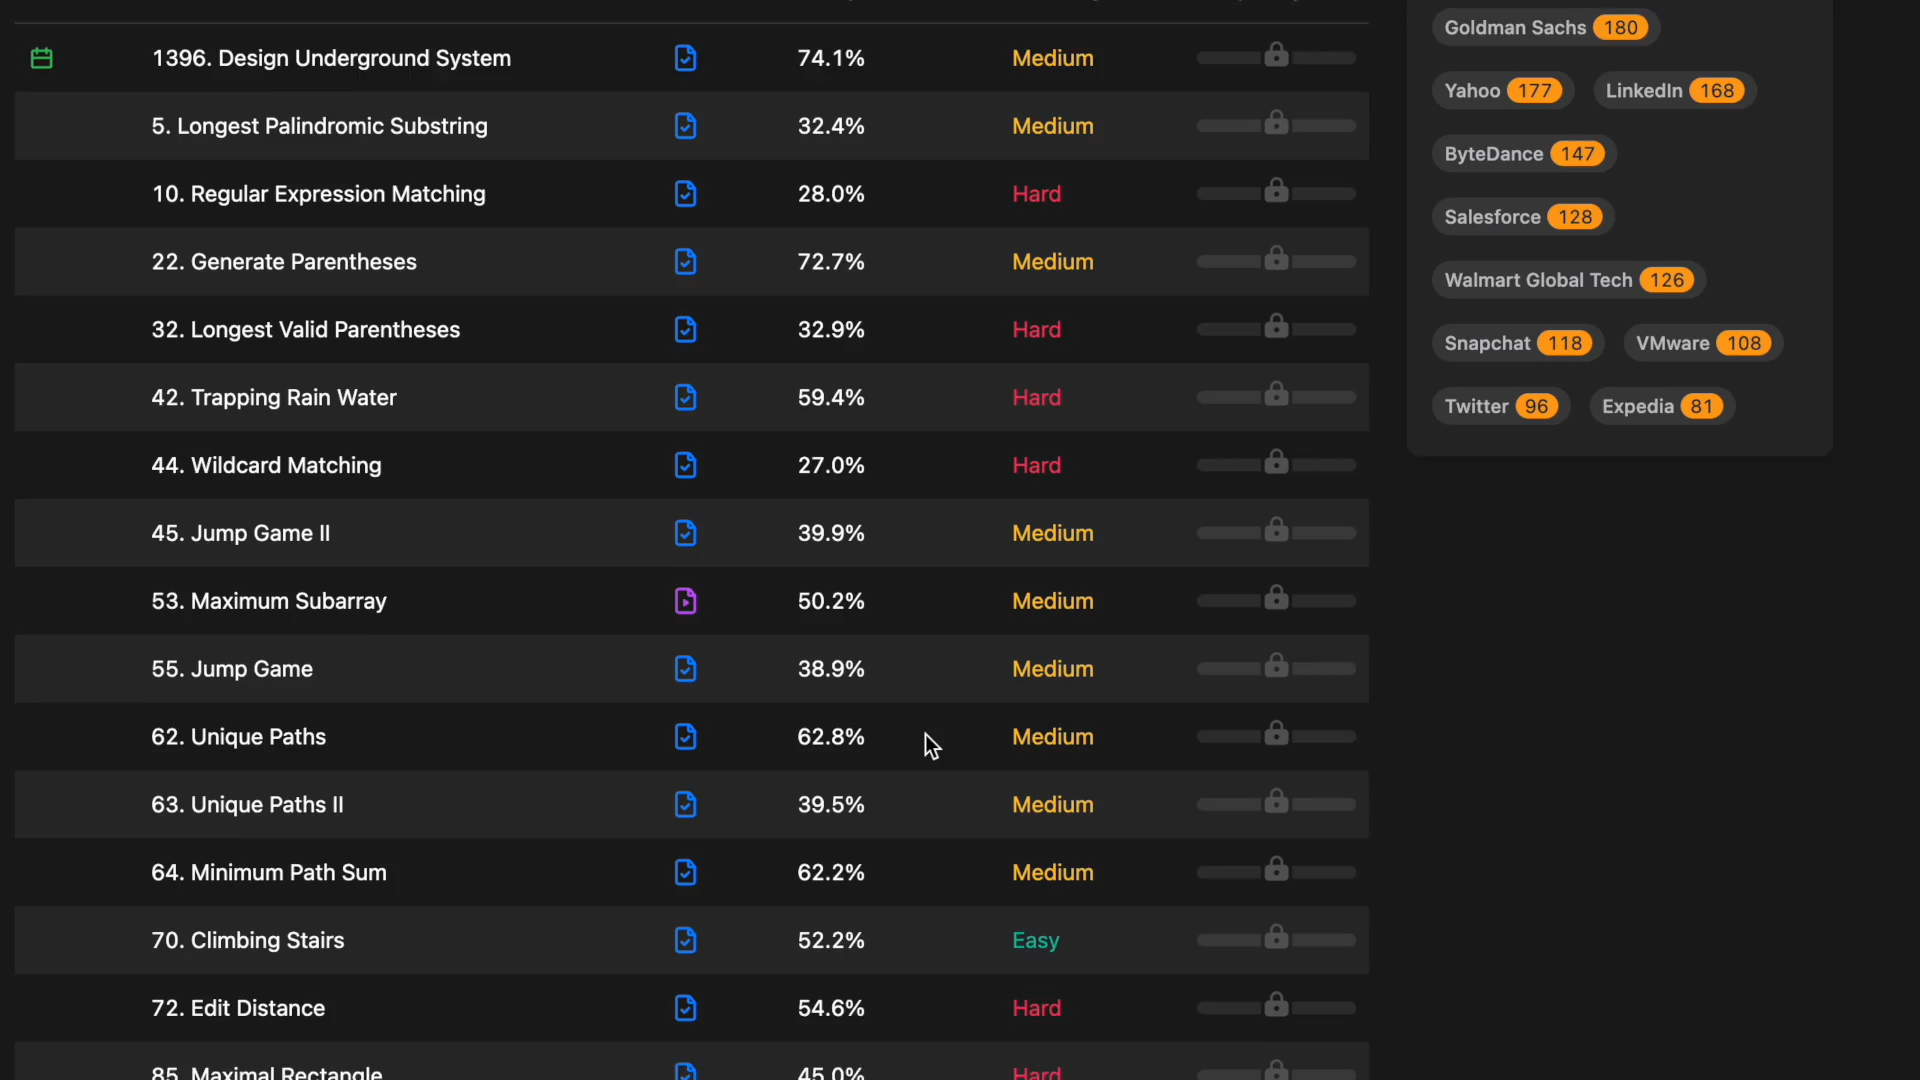 1396. Design Underground System 74.1% Medium
5. Longest Palindromic Substring 32.4% Medium
10. Regular Expression Matching 28.0% Hard
22. Generate Parentheses 72.7% Medium
32. Longest Valid Parentheses 32.9% Hard
42. Trapping Rain Water 59.4% Hard
44. Wildcard Matching 27.0% Hard
45. Jump Game II 39.9% Medium
53. Maximum Subarray 50.2% Medium
55. Jump Game 38.9% Medium
62. Unique Paths 62.8% Medium
63. Unique Paths II 39.5% Medium
64. Minimum Path Sum 62.2% Medium
70. Climbing Stairs 52.2% Easy
72. Edit Distance 54.6% Hard
85. Maximal Rectangle 45.0% Hard
Goldman Sachs 180
Yahoo 177 LinkedIn 168
ByteDance 147
Salesforce 128
Walmart Global Tech 126
Snapchat 118 VMware 108
Twitter 96 Expedia 81